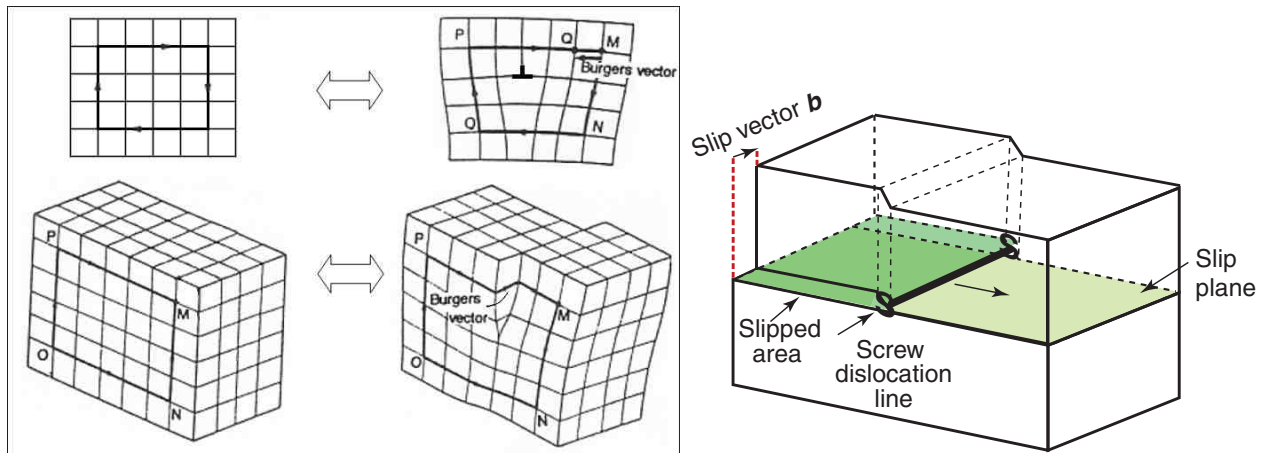 P
Q
M
Burgers vector
Q
N
P
M
O
N
P
Burgers
vector
M
O
N
Slip vector b
Slip
plane
Slipped
area
Screw
dislocation
line
S
S